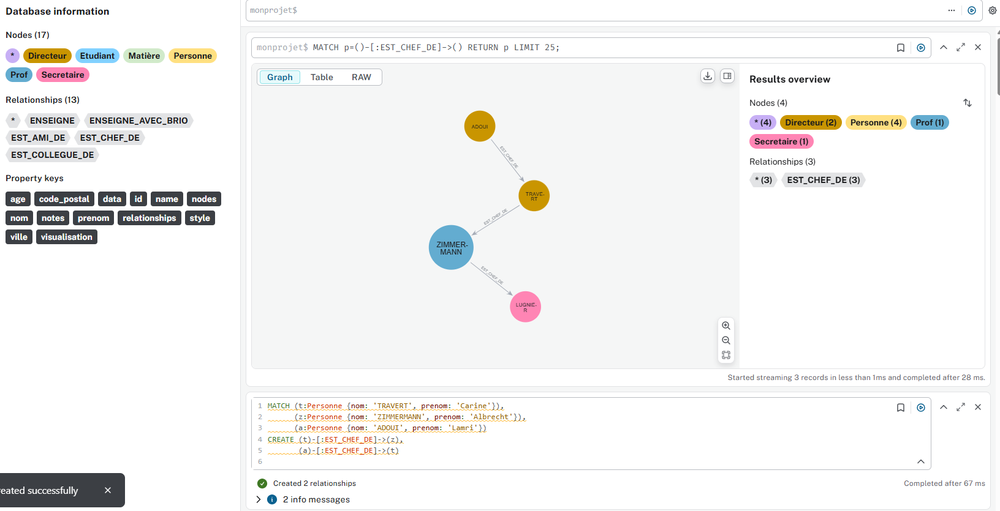 Database information
Nodes (17)
* Directeur Etudiant Matière Personne
Prof Secretaire
Relationships (13)
* ENSEIGNE ENSEIGNE_AVEC_BRIO
EST_AMI_DE EST_CHEF_DE
EST_COLLEGUE_DE
Property keys
age code_postal data id name nodes
nom notes prenom relationships style
ville visualisation
eated successfully
monprojet$
monprojet$ MATCH p=()-[:EST_CHEF_DE]->() RETURN p LIMIT 25;
Graph Table RAW
ADOUI
EST_CHEF_DE
TRAVE-
RT
EST_CHEF_DE
ZIMMER-
MANN
EST_CHEF_DE
LUGNIE-
R
Results overview
Nodes (4)
* (4) Directeur (2) Personne (4) Prof (1)
Secretaire (1)
Relationships (3)
* (3) EST_CHEF_DE (3)
Started streaming 3 records in less than 1ms and completed after 28 ms.
1 MATCH (t:Personne {nom: 'TRAVERT', prenom: 'Carine'}),
2 (z:Personne {nom: 'ZIMMERMANN', prenom: 'Albrecht'}),
3 (a:Personne {nom: 'ADOUI', prenom: 'Lamri'})
4 CREATE (t)-[:EST_CHEF_DE]->(z),
5 (a)-[:EST_CHEF_DE]->(t)
6
Created 2 relationships
Completed after 67 ms
2 info messages